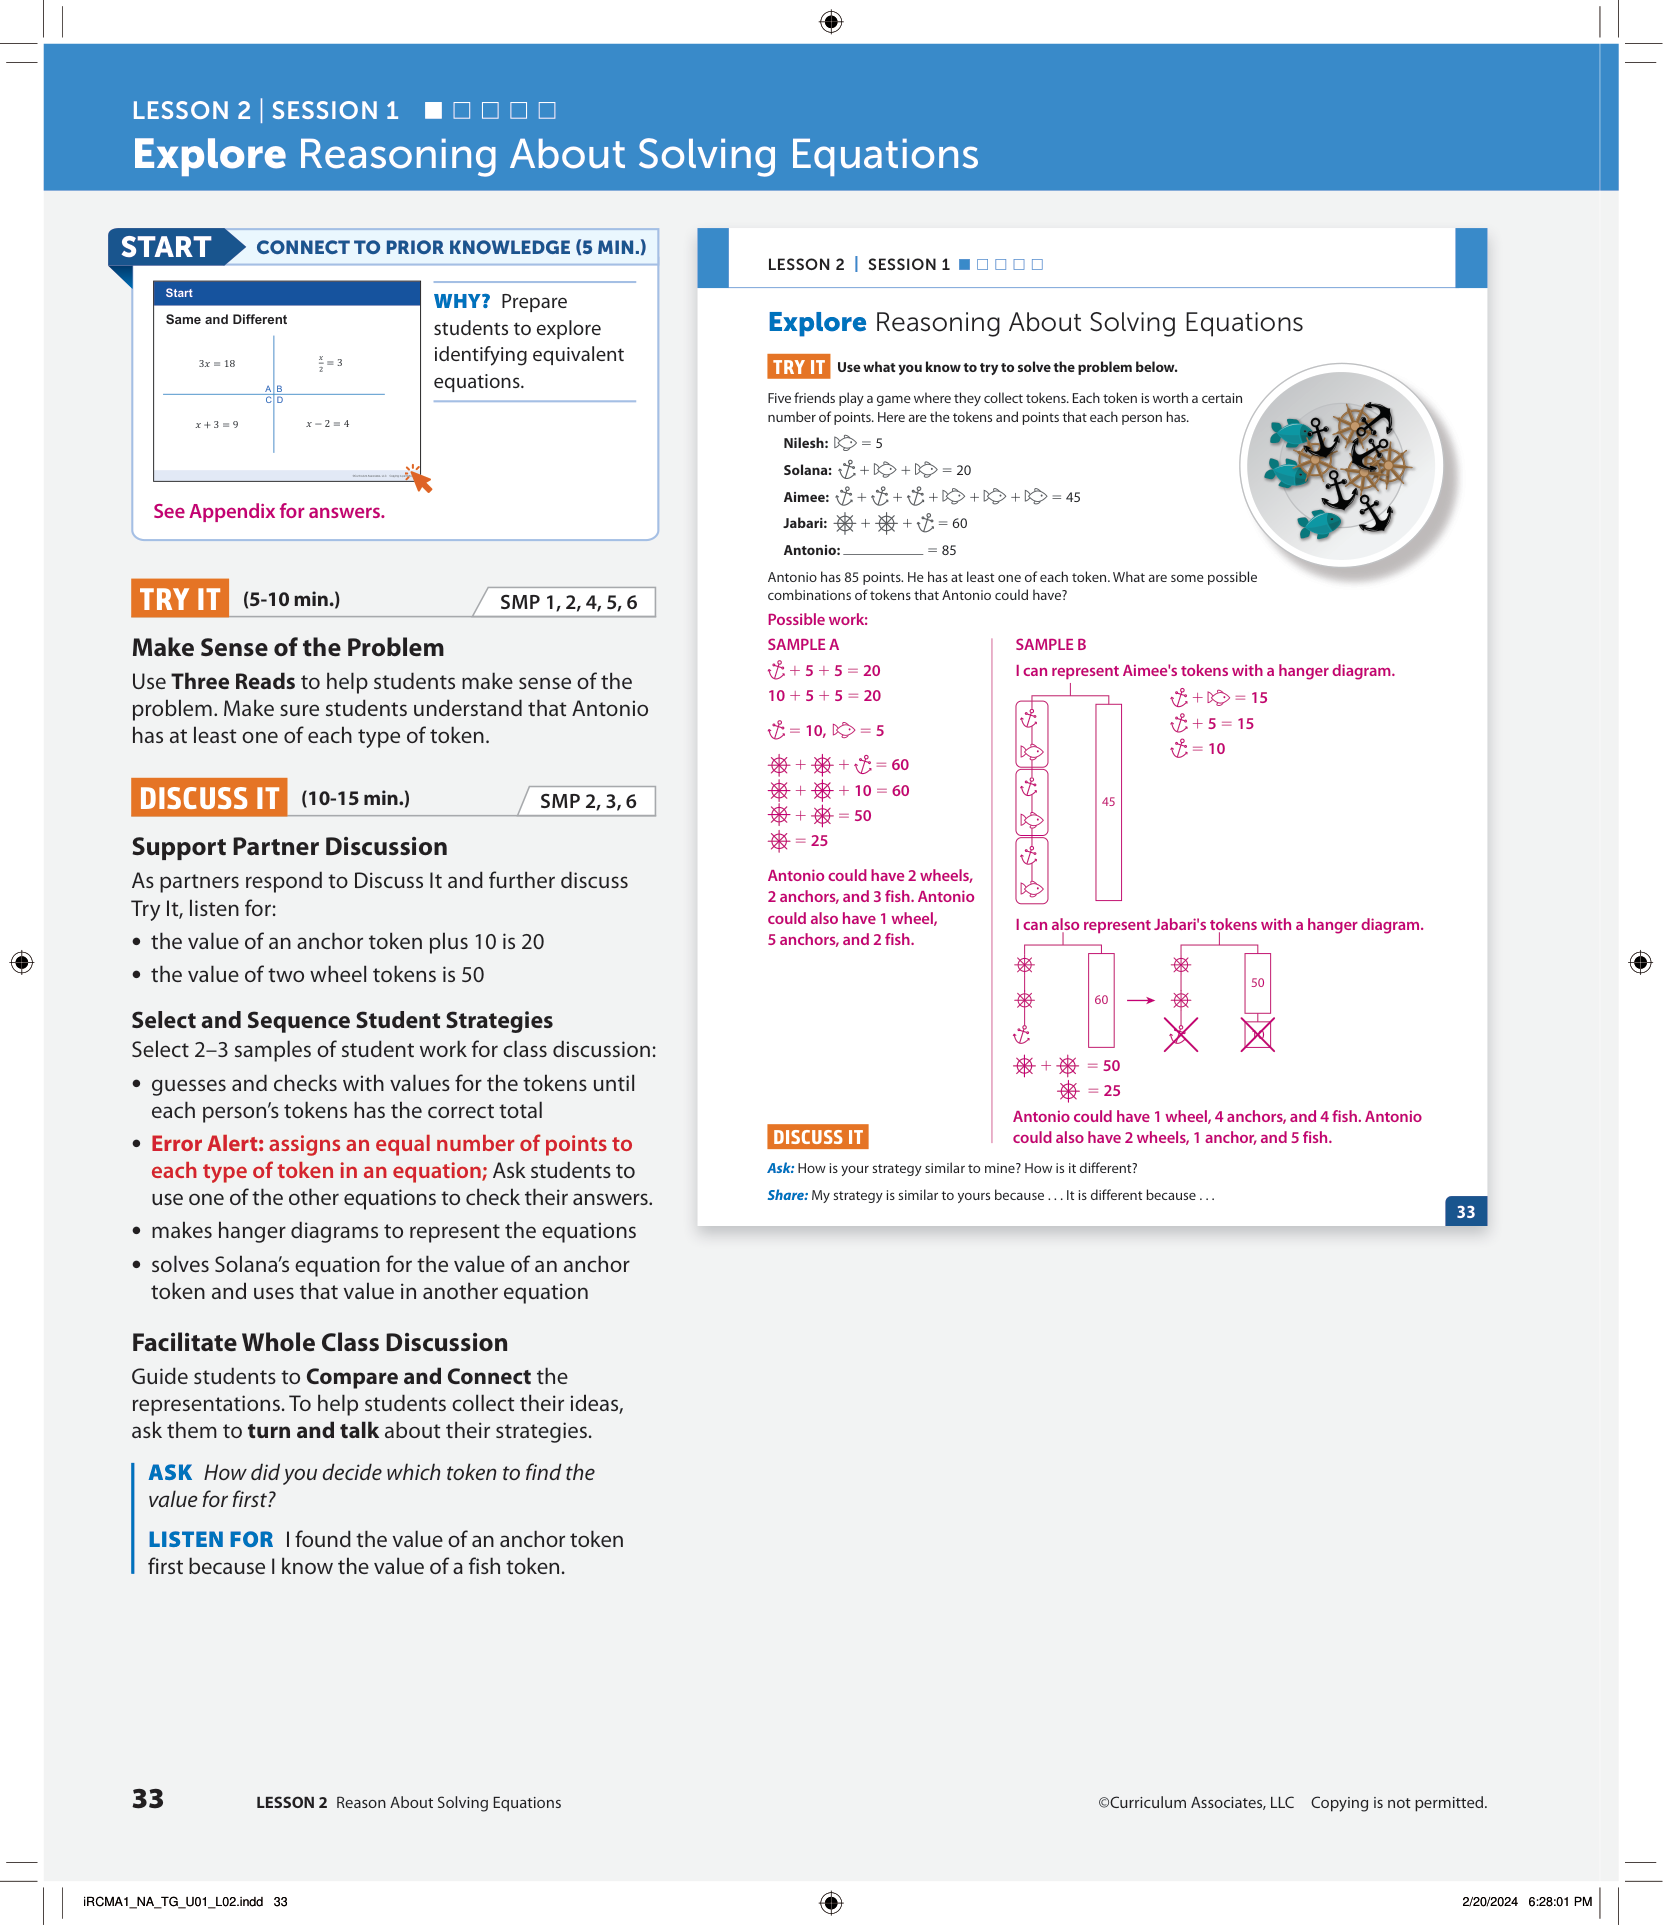 LESSON 2 | SESSION 1
Explore Reasoning About Solving Equations
START CONNECT TO PRIOR KNOWLEDGE (5 MIN.)
Start
Same and Different
3x = 18
x/2 = 3
A B
C D
x + 3 = 9
x − 2 = 4
WHY? Prepare
students to explore
identifying equivalent
equations.
See Appendix for answers.
TRY IT (5-10 min.) SMP 1, 2, 4, 5, 6
Make Sense of the Problem
Use Three Reads to help students make sense of the
problem. Make sure students understand that Antonio
has at least one of each type of token.
DISCUSS IT (10-15 min.) SMP 2, 3, 6
Support Partner Discussion
As partners respond to Discuss It and further discuss
Try It, listen for:
• the value of an anchor token plus 10 is 20
• the value of two wheel tokens is 50
Select and Sequence Student Strategies
Select 2–3 samples of student work for class discussion:
• guesses and checks with values for the tokens until
each person’s tokens has the correct total
• Error Alert: assigns an equal number of points to
each type of token in an equation; Ask students to
use one of the other equations to check their answers.
• makes hanger diagrams to represent the equations
• solves Solana’s equation for the value of an anchor
token and uses that value in another equation
Facilitate Whole Class Discussion
Guide students to Compare and Connect the
representations. To help students collect their ideas,
ask them to turn and talk about their strategies.
ASK How did you decide which token to find the
value for first?
LISTEN FOR I found the value of an anchor token
first because I know the value of a fish token.
LESSON 2 | SESSION 1
Explore Reasoning About Solving Equations
TRY IT Use what you know to try to solve the problem below.
Five friends play a game where they collect tokens. Each token is worth a certain
number of points. Here are the tokens and points that each person has.
Nilesh: = 5
Solana: + + = 20
Aimee: + + + + + = 45
Jabari: + + = 60
Antonio: __________ = 85
Antonio has 85 points. He has at least one of each token. What are some possible
combinations of tokens that Antonio could have?
Possible work:
SAMPLE A
+ 5 + 5 = 20
10 + 5 + 5 = 20
= 10, = 5
+ + = 60
+ + 10 = 60
+ = 50
= 25
Antonio could have 2 wheels,
2 anchors, and 3 fish. Antonio
could also have 1 wheel,
5 anchors, and 2 fish.
SAMPLE B
I can represent Aimee's tokens with a hanger diagram.
45
+ = 15
+ 5 = 15
= 10
I can also represent Jabari's tokens with a hanger diagram.
60
50
+ = 50
= 25
Antonio could have 1 wheel, 4 anchors, and 4 fish. Antonio
could also have 2 wheels, 1 anchor, and 5 fish.
DISCUSS IT
Ask: How is your strategy similar to mine? How is it different?
Share: My strategy is similar to yours because . . . It is different because . . .
33
33 LESSON 2 Reason About Solving Equations
©Curriculum Associates, LLC Copying is not permitted.
iRCMA1_NA_TG_U01_L02.indd 33
2/20/2024 6:28:01 PM